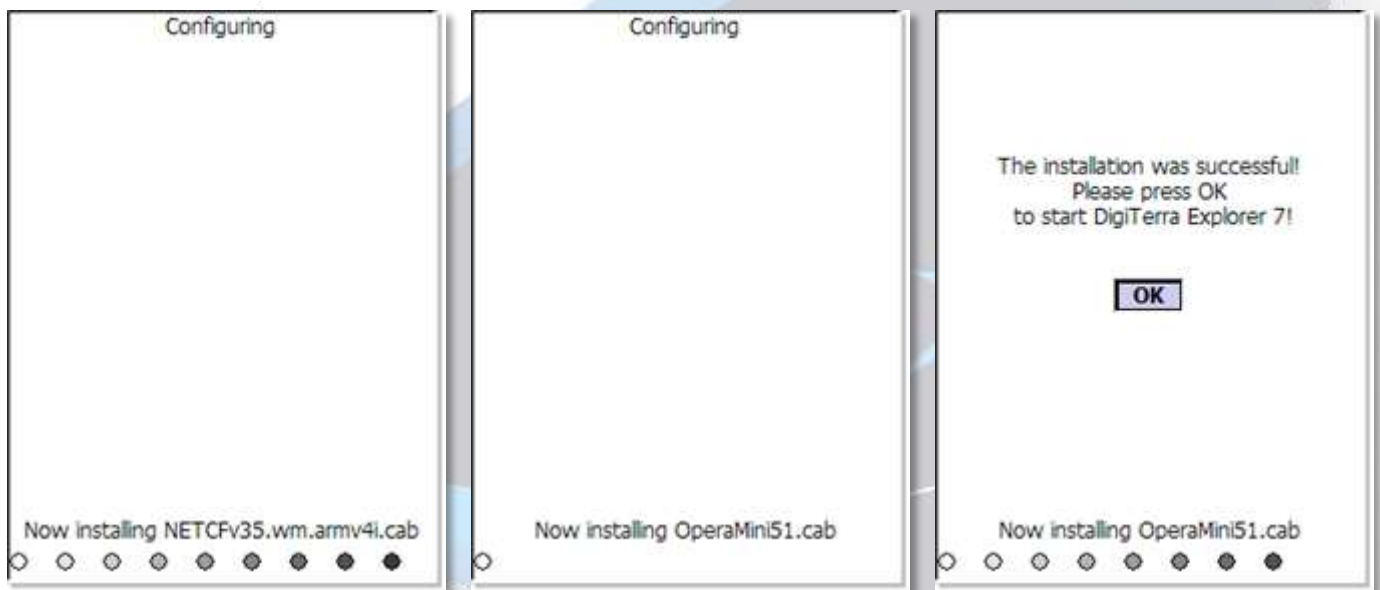 Configuring
Now installing NETCFv35.wm.armv4i.cab
Configuring
Now installing OperaMini51.cab
The installation was successful!
Please press OK
to start DigiTerra Explorer 7!
OK
Now installing OperaMini51.cab